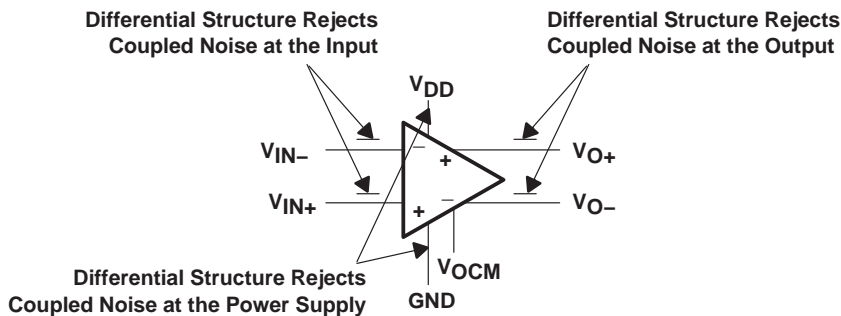 Differential Structure Rejects
Coupled Noise at the Input
Differential Structure Rejects
Coupled Noise at the Output
VDD
VIN–
–
+
VO+
VIN+
+
–
VO–
VOCM
GND
Differential Structure Rejects
Coupled Noise at the Power Supply